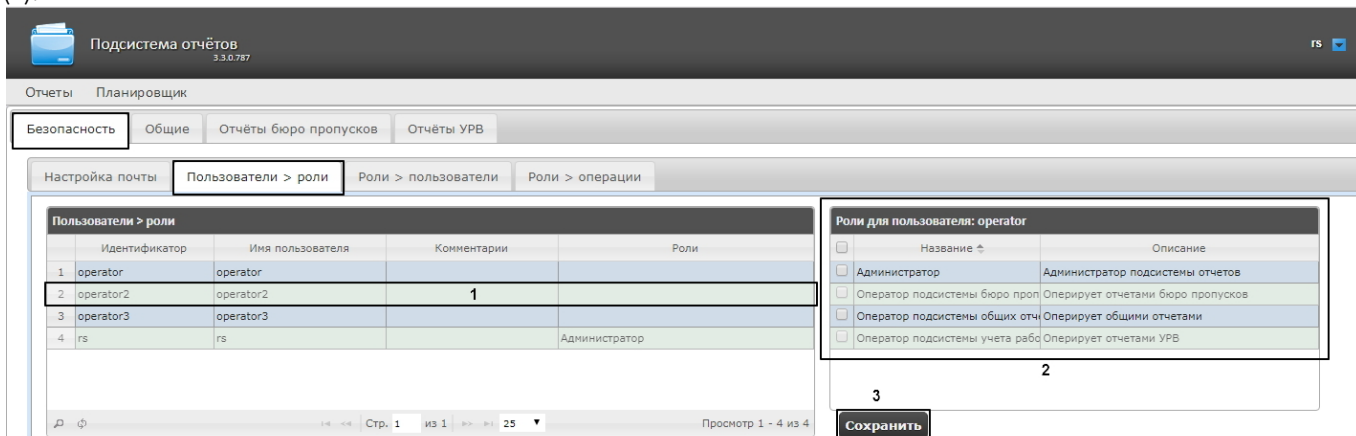 Подсистема отчётов
3.3.0.787
rs
Отчеты Планировщик
Безопасность Общие Отчёты бюро пропусков Отчёты УРВ
Настройка почты Пользователи > роли Роли > пользователи Роли > операции
Пользователи > роли
Идентификатор Имя пользователя Комментарии Роли
1 operator operator
2 operator2 operator2 1
3 operator3 operator3
4 rs rs Администратор
Стр. 1 из 1 25 Просмотр 1 - 4 из 4
Роли для пользователя: operator
Название Описание
Администратор Администратор подсистемы отчетов
Оператор подсистемы бюро проп Оперирует отчетами бюро пропусков
Оператор подсистемы общих отч Оперирует общими отчетами
Оператор подсистемы учета рабо Оперирует отчетами УРВ
2
3
Сохранить